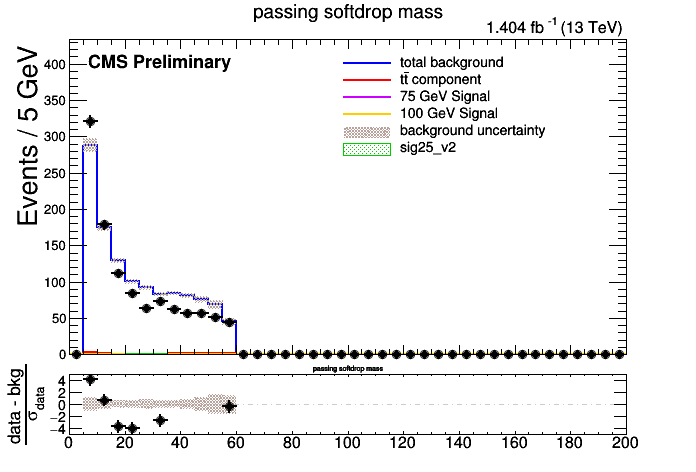 passing softdrop mass
1.404 fb -1 (13 TeV)
CMS Preliminary
total background
tt̄ component
75 GeV Signal
100 GeV Signal
background uncertainty
sig25_v2
Events / 5 GeV
400
350
300
250
200
150
100
50
0
passing softdrop mass
data - bkg
σ data
4
2
0
−2
−4
0 20 40 60 80 100 120 140 160 180 200